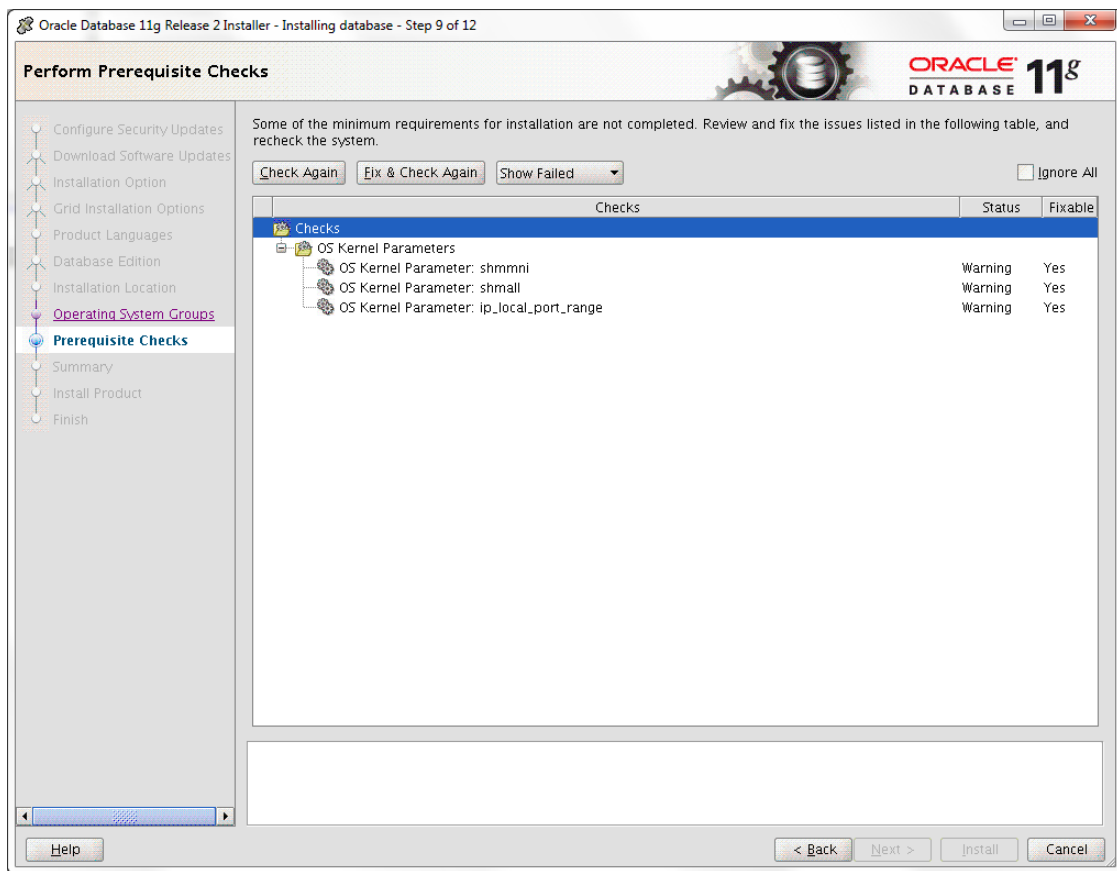 Oracle Database 11g Release 2 Installer - Installing database - Step 9 of 12
Perform Prerequisite Checks
ORACLE
DATABASE
11g
Configure Security Updates
Download Software Updates
Installation Option
Grid Installation Options
Product Languages
Database Edition
Installation Location
Operating System Groups
Prerequisite Checks
Summary
Install Product
Finish
Some of the minimum requirements for installation are not completed. Review and fix the issues listed in the following table, and
recheck the system.
Check Again Fix & Check Again Show Failed Ignore All
Checks Status Fixable
Checks
OS Kernel Parameters
OS Kernel Parameter: shmmni Warning Yes
OS Kernel Parameter: shmall Warning Yes
OS Kernel Parameter: ip_local_port_range Warning Yes
Help < Back Next > Install Cancel